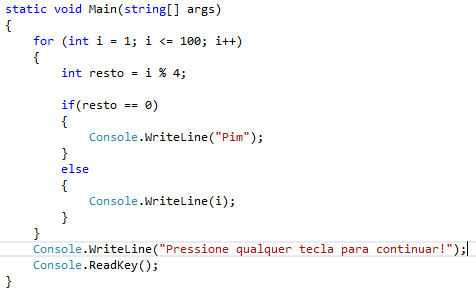 static void Main(string[] args)
{
    for (int i = 1; i <= 100; i++)
    {
        int resto = i % 4;

        if(resto == 0)
        {
            Console.WriteLine("Pim");
        }
        else
        {
            Console.WriteLine(i);
        }
    }
    Console.WriteLine("Pressione qualquer tecla para continuar!");
    Console.ReadKey();
}